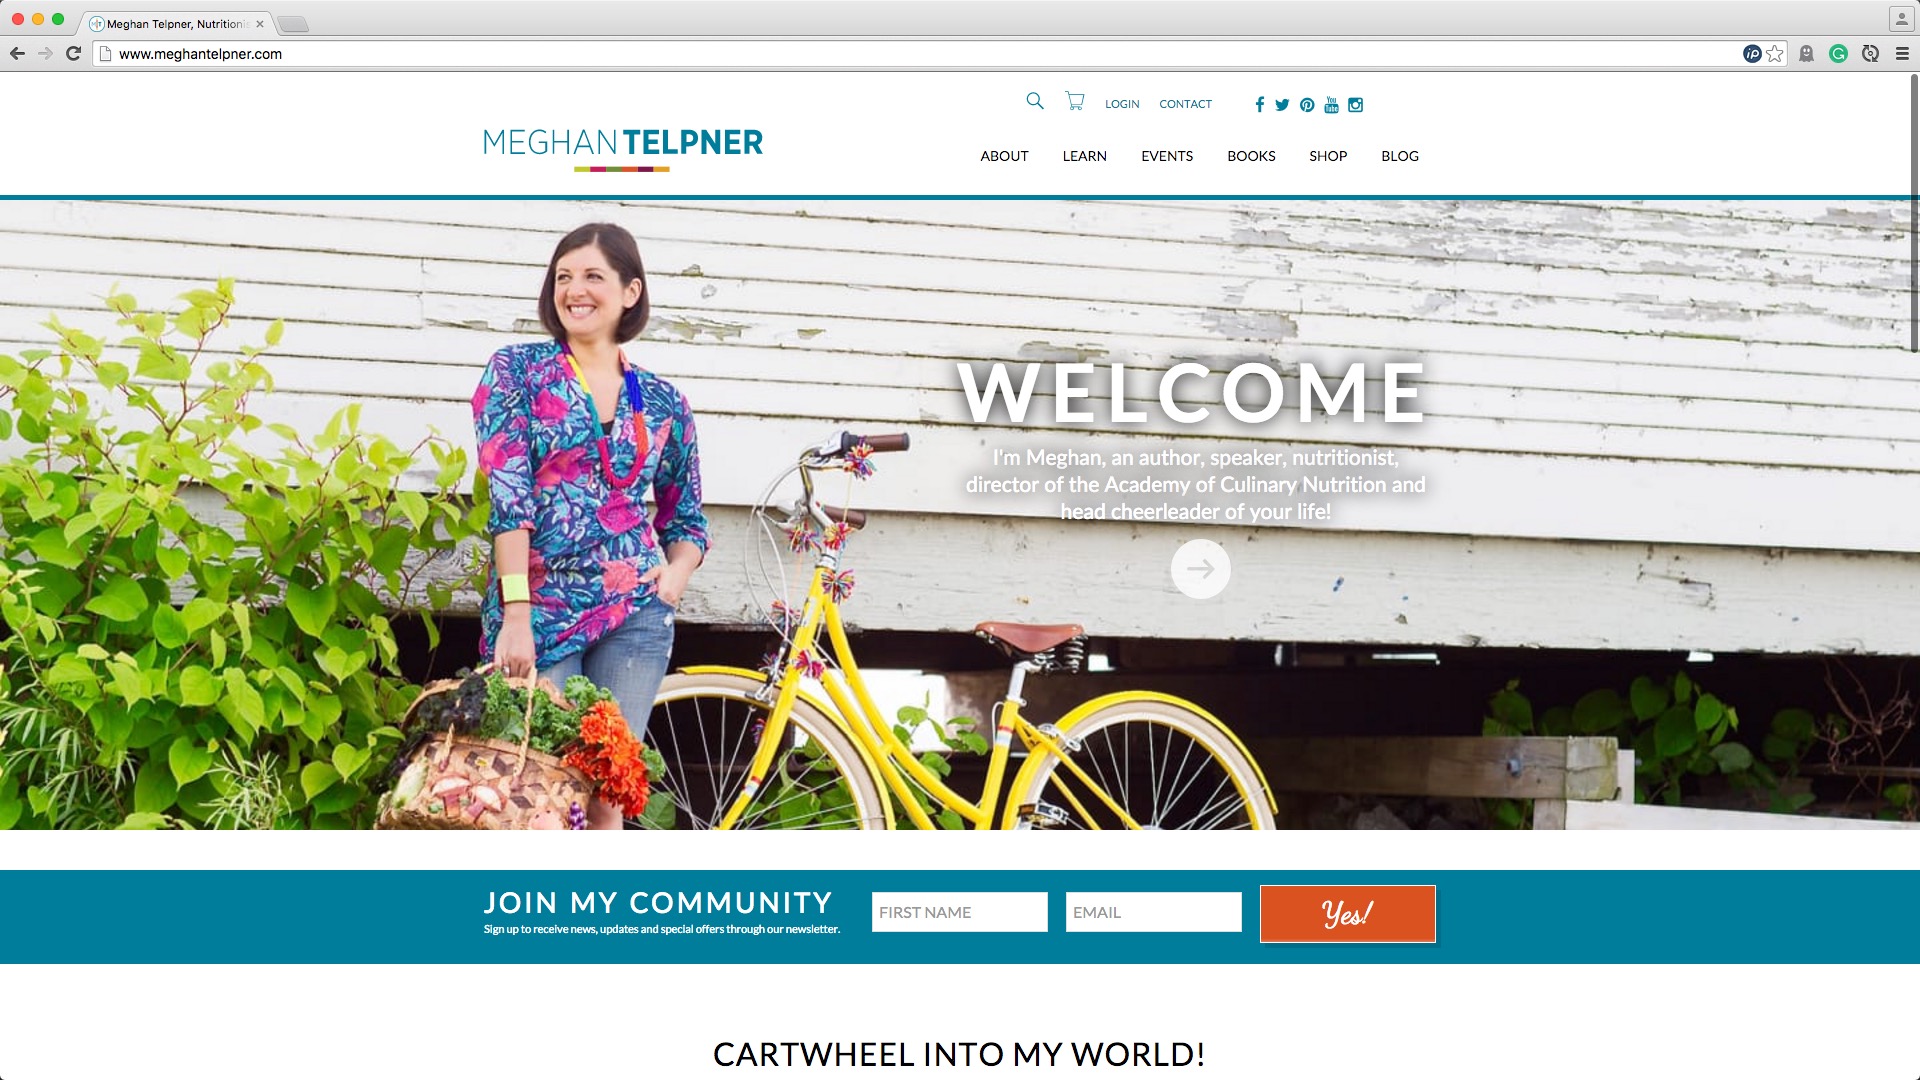 Meghan Telpner, Nutritionis
www.meghantelpner.com
LOGIN CONTACT
MEGHAN TELPNER
ABOUT LEARN EVENTS BOOKS SHOP BLOG
WELCOME
I'm Meghan, an author, speaker, nutritionist,
director of the Academy of Culinary Nutrition and
head cheerleader of your life!
JOIN MY COMMUNITY
Sign up to receive news, updates and special offers through our newsletter.
FIRST NAME
EMAIL
Yes!
CARTWHEEL INTO MY WORLD!